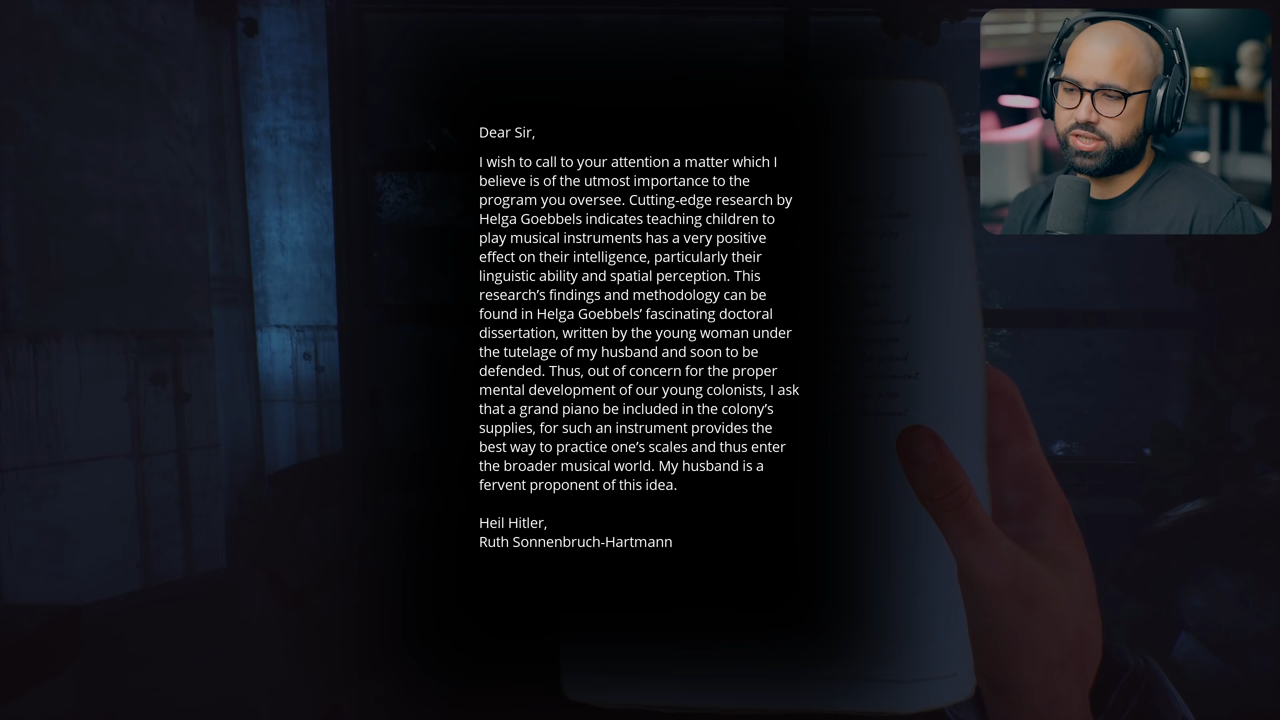 Dear Sir,
I wish to call to your attention a matter which I
believe is of the utmost importance to the
program you oversee. Cutting-edge research by
Helga Goebbels indicates teaching children to
play musical instruments has a very positive
effect on their intelligence, particularly their
linguistic ability and spatial perception. This
research’s findings and methodology can be
found in Helga Goebbels’ fascinating doctoral
dissertation, written by the young woman under
the tutelage of my husband and soon to be
defended. Thus, out of concern for the proper
mental development of our young colonists, I ask
that a grand piano be included in the colony’s
supplies, for such an instrument provides the
best way to practice one’s scales and thus enter
the broader musical world. My husband is a
fervent proponent of this idea.
Heil Hitler,
Ruth Sonnenbruch-Hartmann